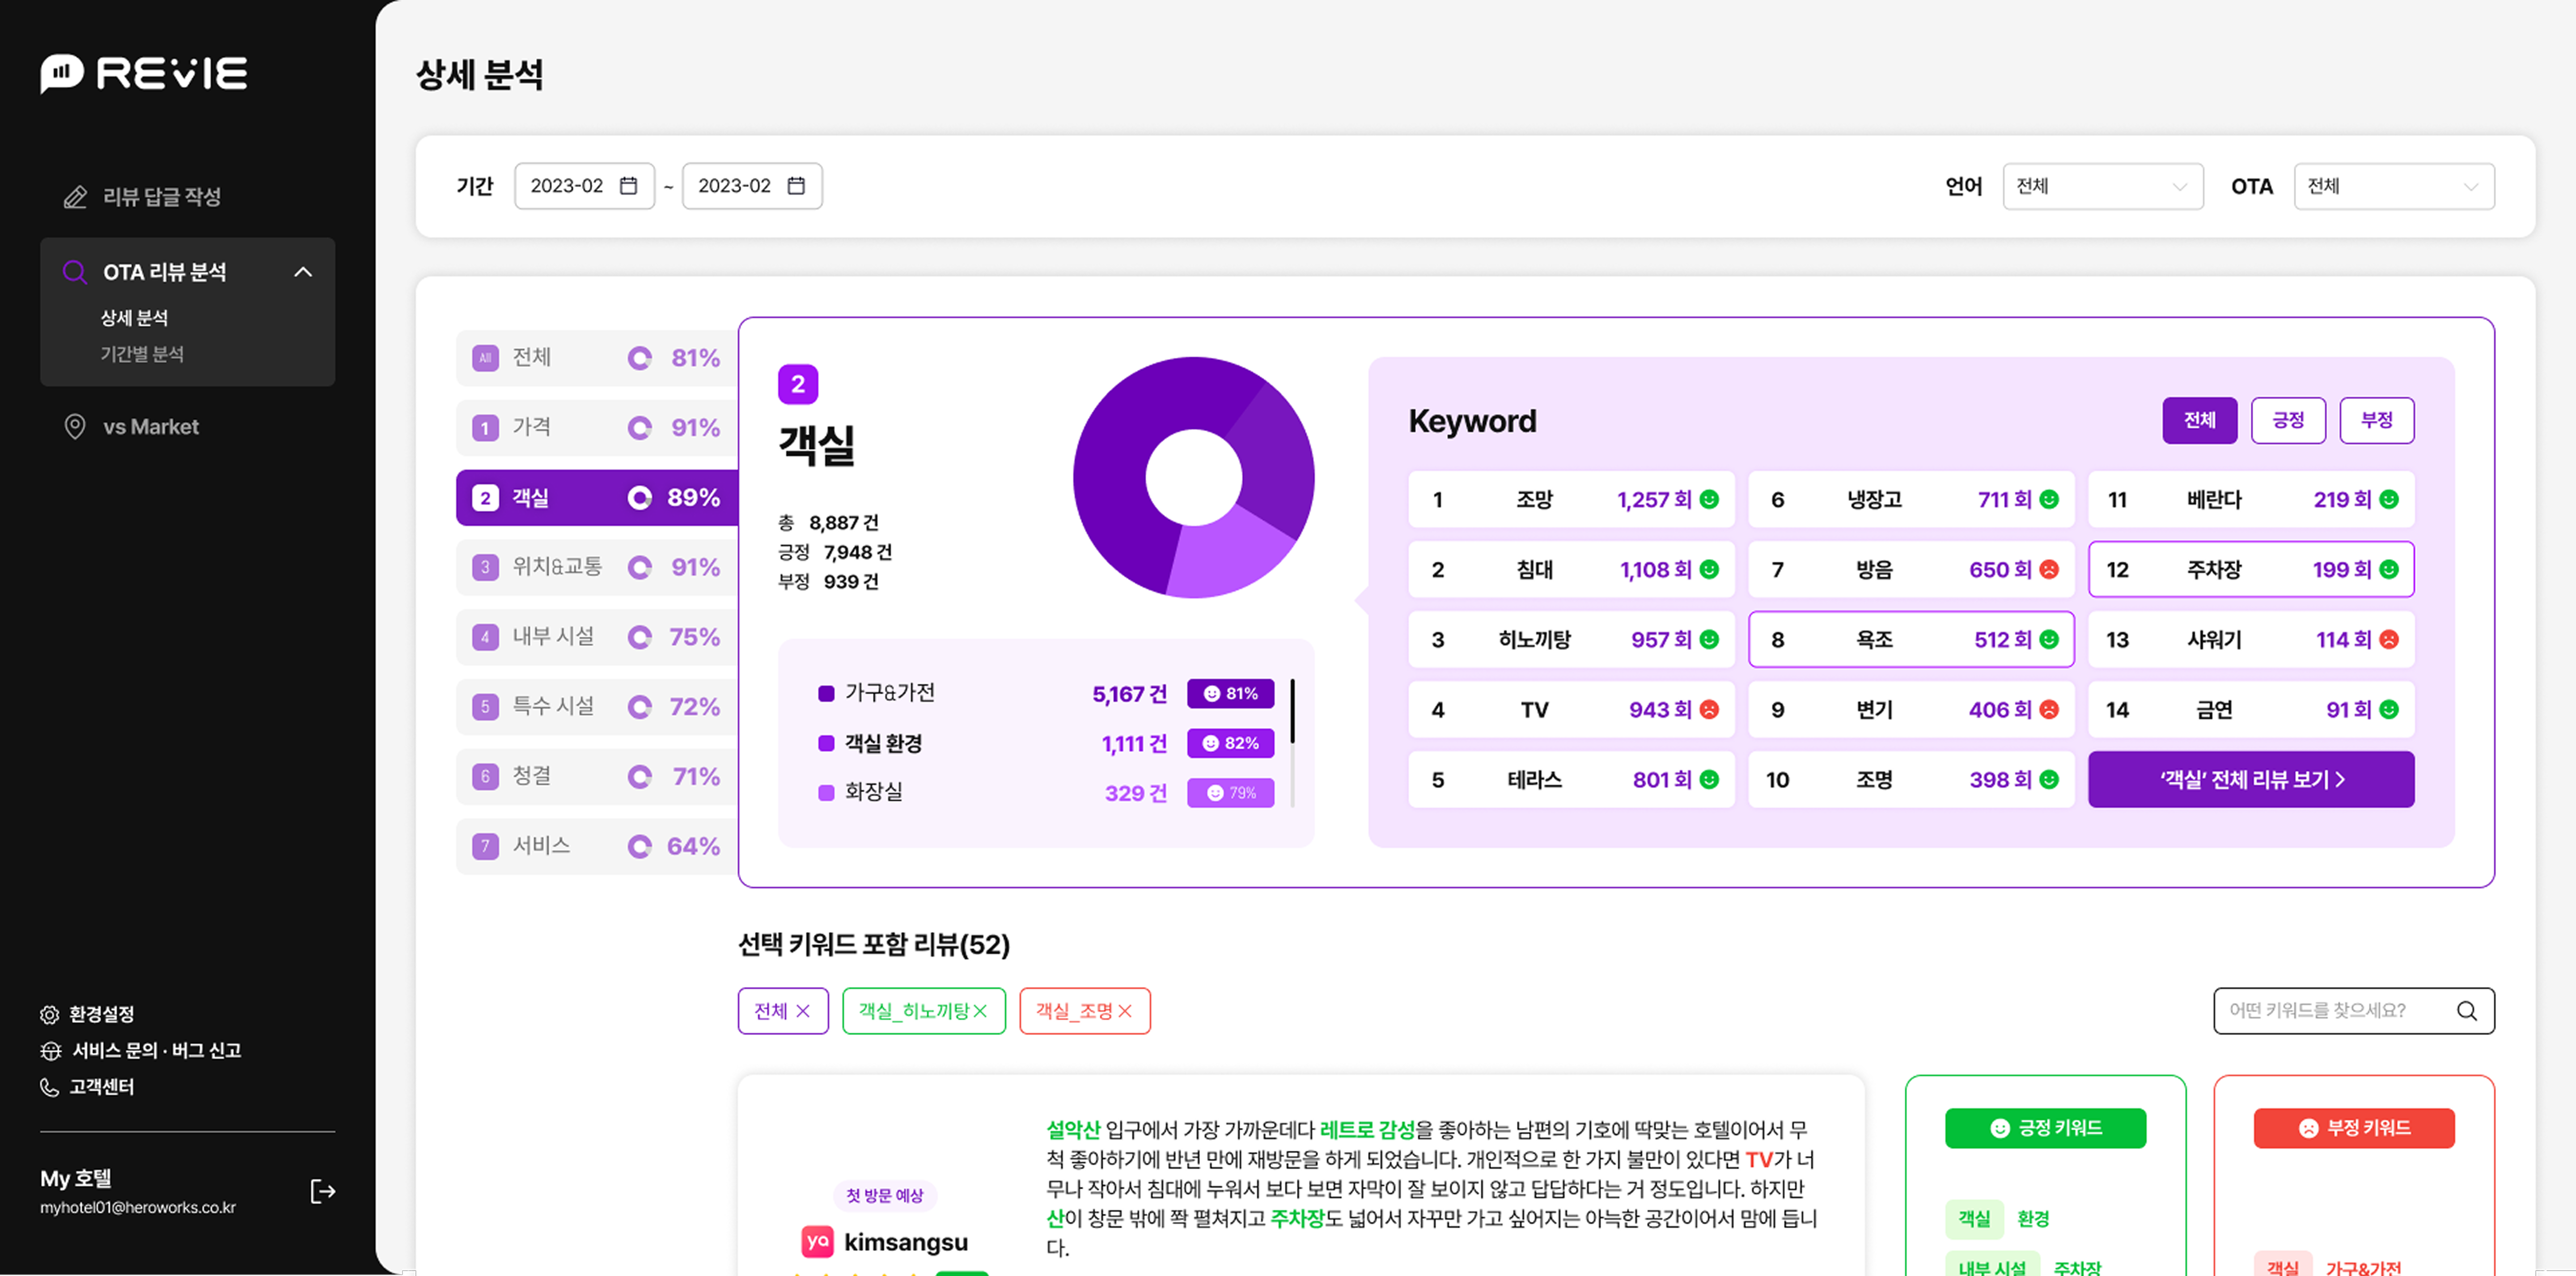 REVIE
리뷰 답글 작성
OTA 리뷰 분석
상세 분석
기간별 분석
vs Market
환경설정
서비스 문의 · 버그 신고
고객센터
My 호텔
myhotel01@heroworks.co.kr
상세 분석
기간 2023-02 ~ 2023-02 언어 전체 OTA 전체
All 전체 81%
1 가격 91%
2 객실 89%
3 위치&교통 91%
4 내부 시설 75%
5 특수 시설 72%
6 청결 71%
7 서비스 64%
2
객실
총 8,887 건
긍정 7,948 건
부정 939 건
가구&가전 5,167 건 81%
객실 환경 1,111 건 82%
화장실 329 건 79%
Keyword 전체 긍정 부정
1 조망 1,257 회
2 침대 1,108 회
3 히노끼탕 957 회
4 TV 943 회
5 테라스 801 회
6 냉장고 711 회
7 방음 650 회
8 욕조 512 회
9 변기 406 회
10 조명 398 회
11 베란다 219 회
12 주차장 199 회
13 샤워기 114 회
14 금연 91 회
‘객실’ 전체 리뷰 보기 >
선택 키워드 포함 리뷰(52)
전체 × 객실_히노끼탕 × 객실_조명 ×
어떤 키워드를 찾으세요?
첫 방문 예상
ya kimsangsu
설악산 입구에서 가장 가까운데다 레트로 감성을 좋아하는 남편의 기호에 딱맞는 호텔이어서 무
척 좋아하기에 반년 만에 재방문을 하게 되었습니다. 개인적으로 한 가지 불만이 있다면 TV가 너
무나 작아서 침대에 누워서 보다 보면 자막이 잘 보이지 않고 답답하다는 거 정도입니다. 하지만
산이 창문 밖에 쫙 펼쳐지고 주차장도 넓어서 자꾸만 가고 싶어지는 아늑한 공간이어서 맘에 듭니
다.
긍정 키워드
객실 환경
내부 시설 주차장
부정 키워드
객실 가구&가전